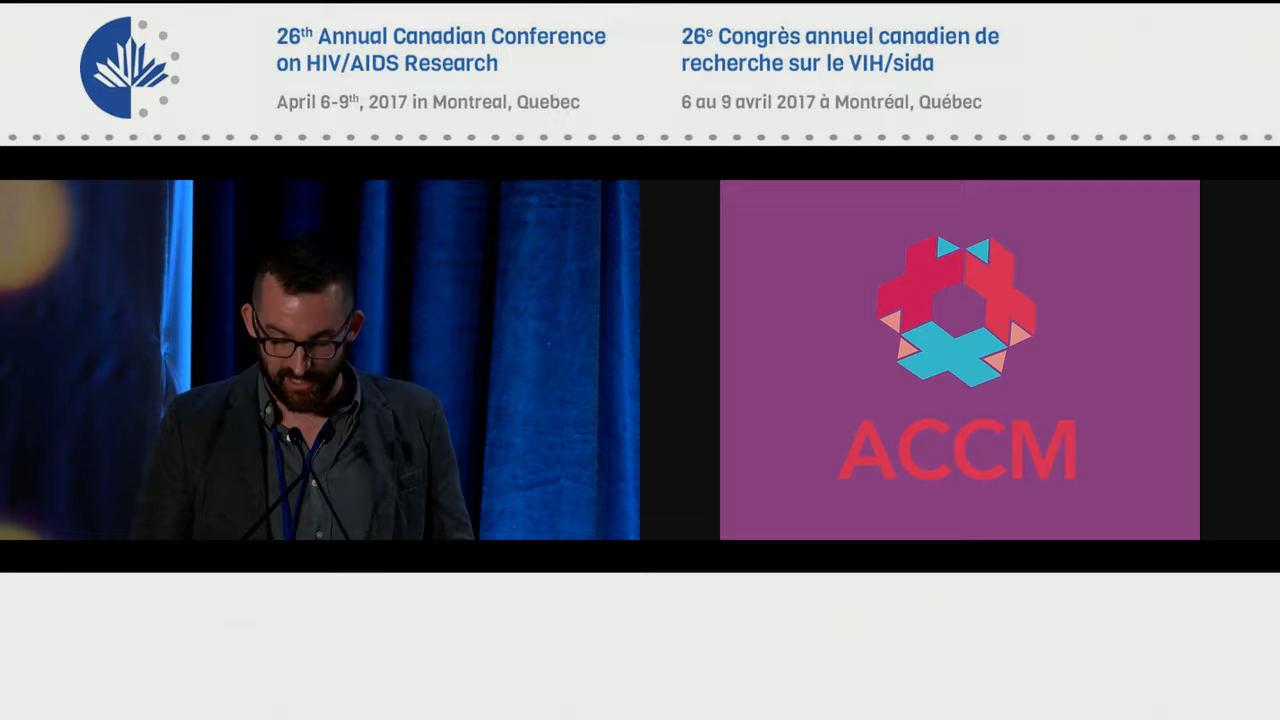 26th Annual Canadian Conference
on HIV/AIDS Research
April 6-9th, 2017 in Montreal, Quebec
26e Congrès annuel canadien de
recherche sur le VIH/sida
6 au 9 avril 2017 à Montréal, Québec
ACCM